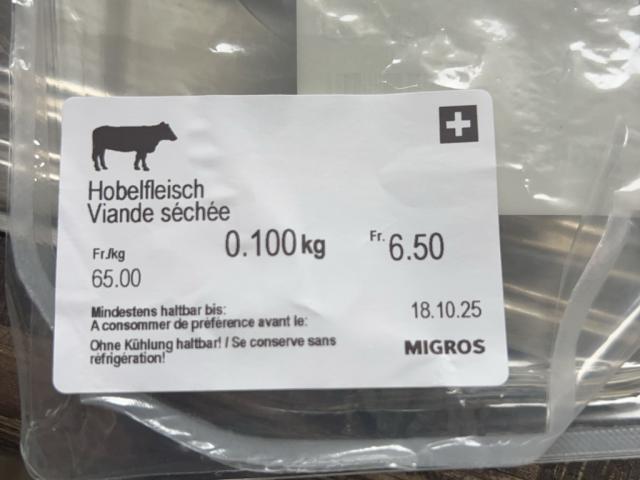 Hobelfleisch
Viande séchée
Fr./kg
0.100 kg
Fr. 6.50
65.00
Mindestens haltbar bis:
A consommer de préférence avant le:
18.10.25
Ohne Kühlung haltbar! / Se conserve sans
réfrigération!
MIGROS